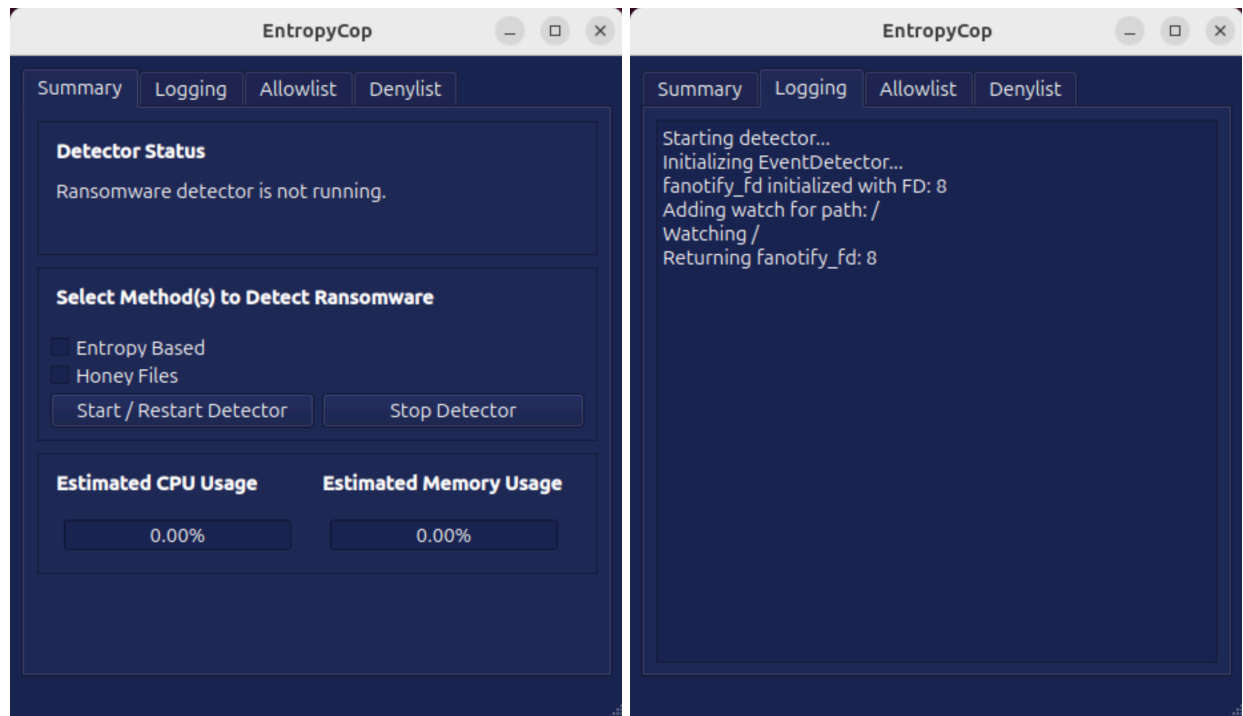 EntropyCop
Summary Logging Allowlist Denylist
Detector Status
Ransomware detector is not running.
Select Method(s) to Detect Ransomware
Entropy Based
Honey Files
Start / Restart Detector Stop Detector
Estimated CPU Usage Estimated Memory Usage
0.00% 0.00%
EntropyCop
Summary Logging Allowlist Denylist
Starting detector...
Initializing EventDetector...
fanotify_fd initialized with FD: 8
Adding watch for path: /
Watching /
Returning fanotify_fd: 8